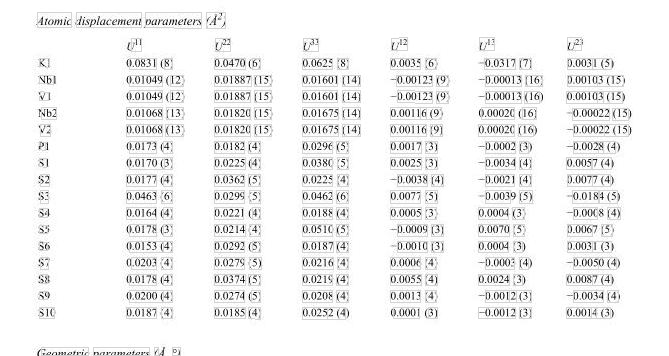 Atomic displacement parameters (Å²)
U¹¹ U²² U³³ U¹² U¹³ U²³
K1 0.0831 (8) 0.0470 (6) 0.0625 (8) 0.0035 (6) −0.0317 (7) 0.0031 (5)
Nb1 0.01049 (12) 0.01887 (15) 0.01601 (14) −0.00123 (9) −0.00013 (16) 0.00103 (15)
V1 0.01049 (12) 0.01887 (15) 0.01601 (14) −0.00123 (9) −0.00013 (16) 0.00103 (15)
Nb2 0.01068 (13) 0.01820 (15) 0.01675 (14) 0.00116 (9) 0.00020 (16) −0.00022 (15)
V2 0.01068 (13) 0.01820 (15) 0.01675 (14) 0.00116 (9) 0.00020 (16) −0.00022 (15)
P1 0.0173 (4) 0.0182 (4) 0.0296 (5) 0.0017 (3) −0.0002 (3) −0.0028 (4)
S1 0.0170 (3) 0.0225 (4) 0.0380 (5) 0.0025 (3) −0.0034 (4) 0.0057 (4)
S2 0.0177 (4) 0.0362 (5) 0.0225 (4) −0.0038 (4) −0.0021 (4) 0.0077 (4)
S3 0.0463 (6) 0.0299 (5) 0.0462 (6) 0.0077 (5) −0.0039 (5) −0.0184 (5)
S4 0.0164 (4) 0.0221 (4) 0.0188 (4) 0.0005 (3) 0.0004 (3) −0.0008 (4)
S5 0.0178 (3) 0.0214 (4) 0.0510 (5) −0.0009 (3) 0.0070 (5) 0.0067 (5)
S6 0.0153 (4) 0.0292 (5) 0.0187 (4) −0.0010 (3) 0.0004 (3) 0.0031 (3)
S7 0.0203 (4) 0.0279 (5) 0.0216 (4) 0.0006 (4) −0.0003 (4) −0.0050 (4)
S8 0.0178 (4) 0.0374 (5) 0.0219 (4) 0.0055 (4) 0.0024 (3) 0.0087 (4)
S9 0.0200 (4) 0.0274 (5) 0.0208 (4) 0.0013 (4) −0.0012 (3) −0.0034 (4)
S10 0.0187 (4) 0.0185 (4) 0.0252 (4) 0.0001 (3) −0.0012 (3) 0.0014 (3)
Geometric parameters (Å, º)